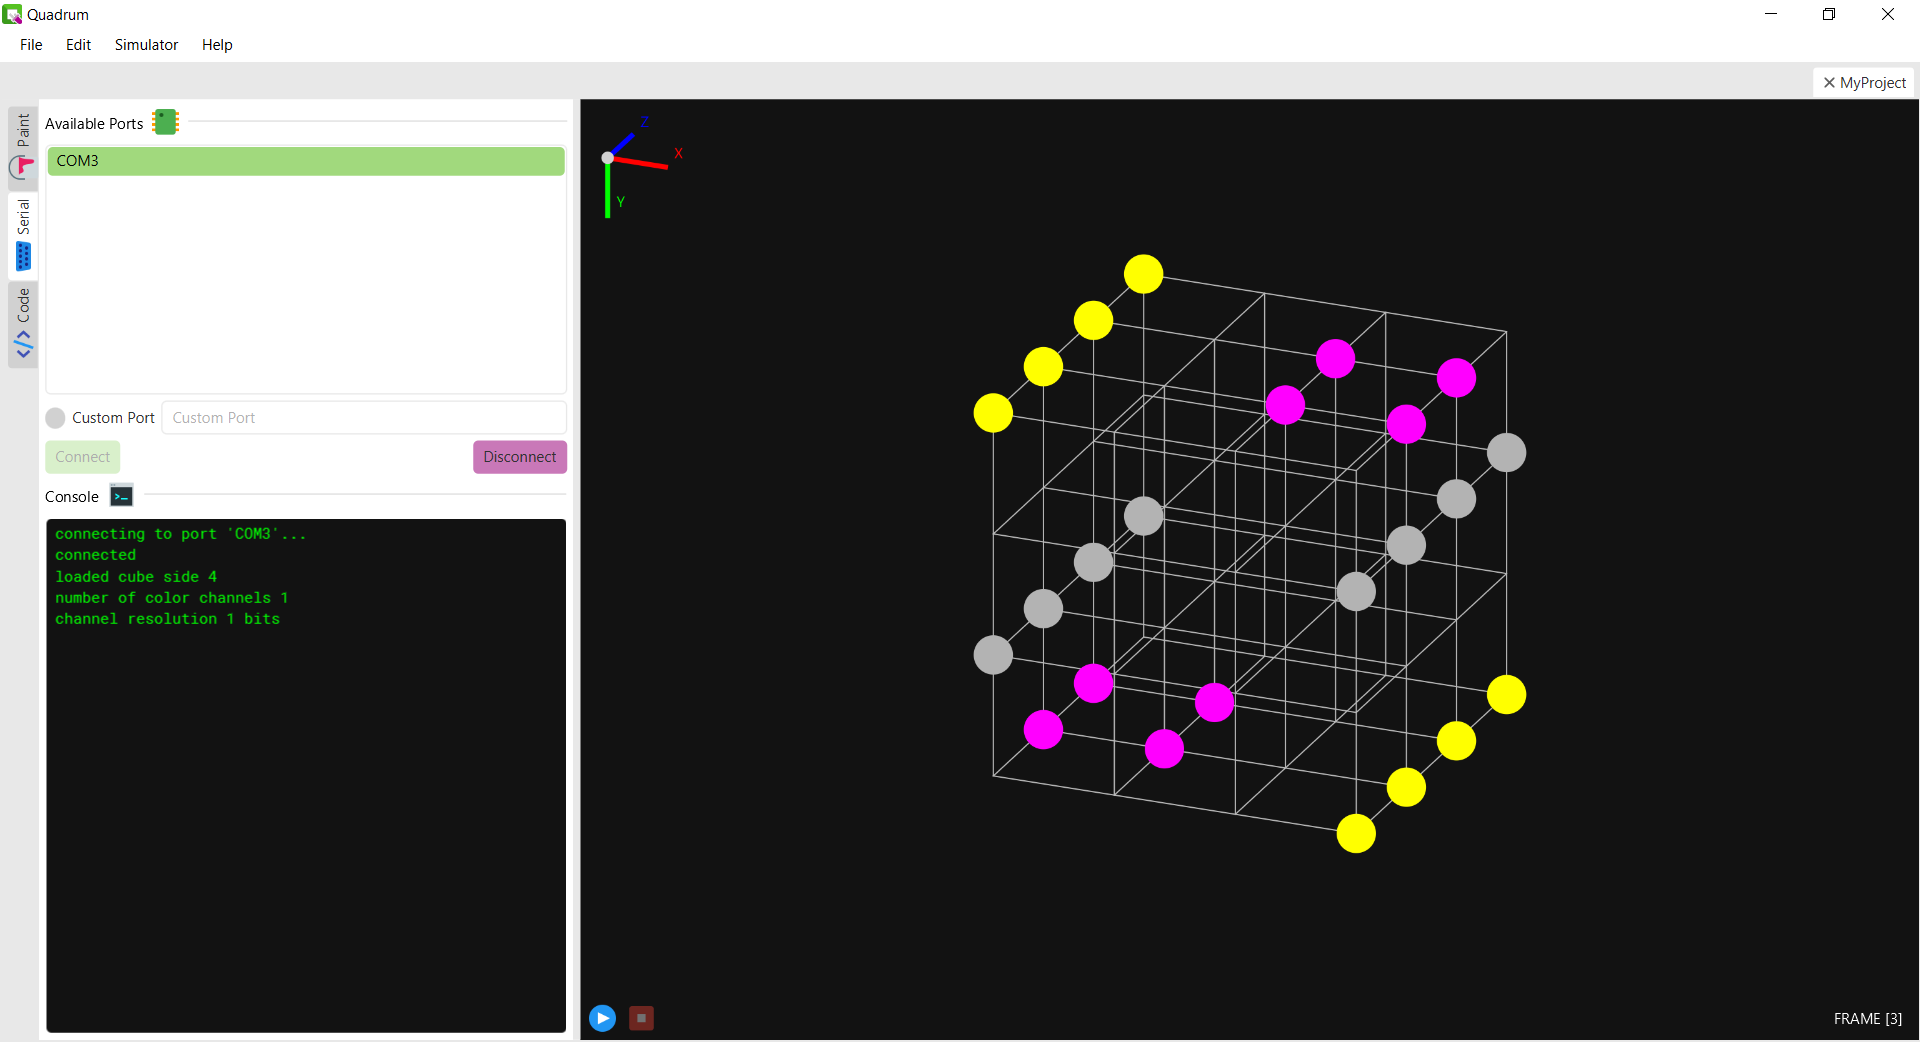 Quadrum
File Edit Simulator Help
MyProject
Paint
Serial
Code
Available Ports
COM3
Custom Port Custom Port
Connect Disconnect
Console
connecting to port 'COM3'...
connected
loaded cube side 4
number of color channels 1
channel resolution 1 bits
Z
X
Y
FRAME [3]